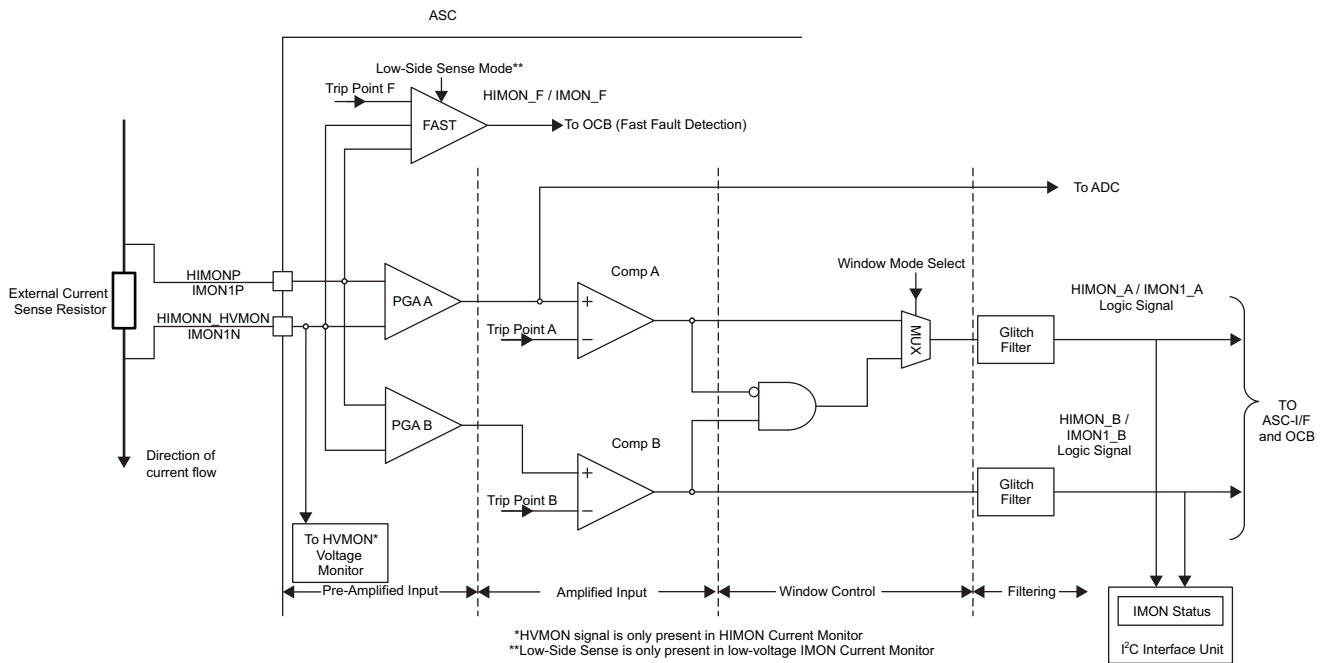 ASC
Low-Side Sense Mode**
Trip Point F
HIMON_F / IMON_F
FAST
To OCB (Fast Fault Detection)
To ADC
External Current
Sense Resistor
HIMONP
IMON1P
HIMONN_HVMON
IMON1N
PGA A
Comp A
Trip Point A
Window Mode Select
MUX
Glitch
Filter
HIMON_A / IMON1_A
Logic Signal
PGA B
Comp B
Trip Point B
HIMON_B /
IMON1_B
Logic Signal
Glitch
Filter
TO
ASC-I/F
and OCB
Direction of
current flow
To HVMON*
Voltage
Monitor
Pre-Amplified Input
Amplified Input
Window Control
Filtering
IMON Status
I²C Interface Unit
*HVMON signal is only present in HIMON Current Monitor
**Low-Side Sense is only present in low-voltage IMON Current Monitor